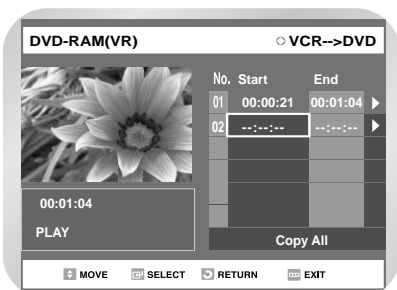 DVD-RAM(VR) VCR-->DVD
No. Start End
01 00:00:21 00:01:04
02 --:--:-- --:--:--
00:01:04
PLAY
Copy All
MOVE SELECT RETURN EXIT